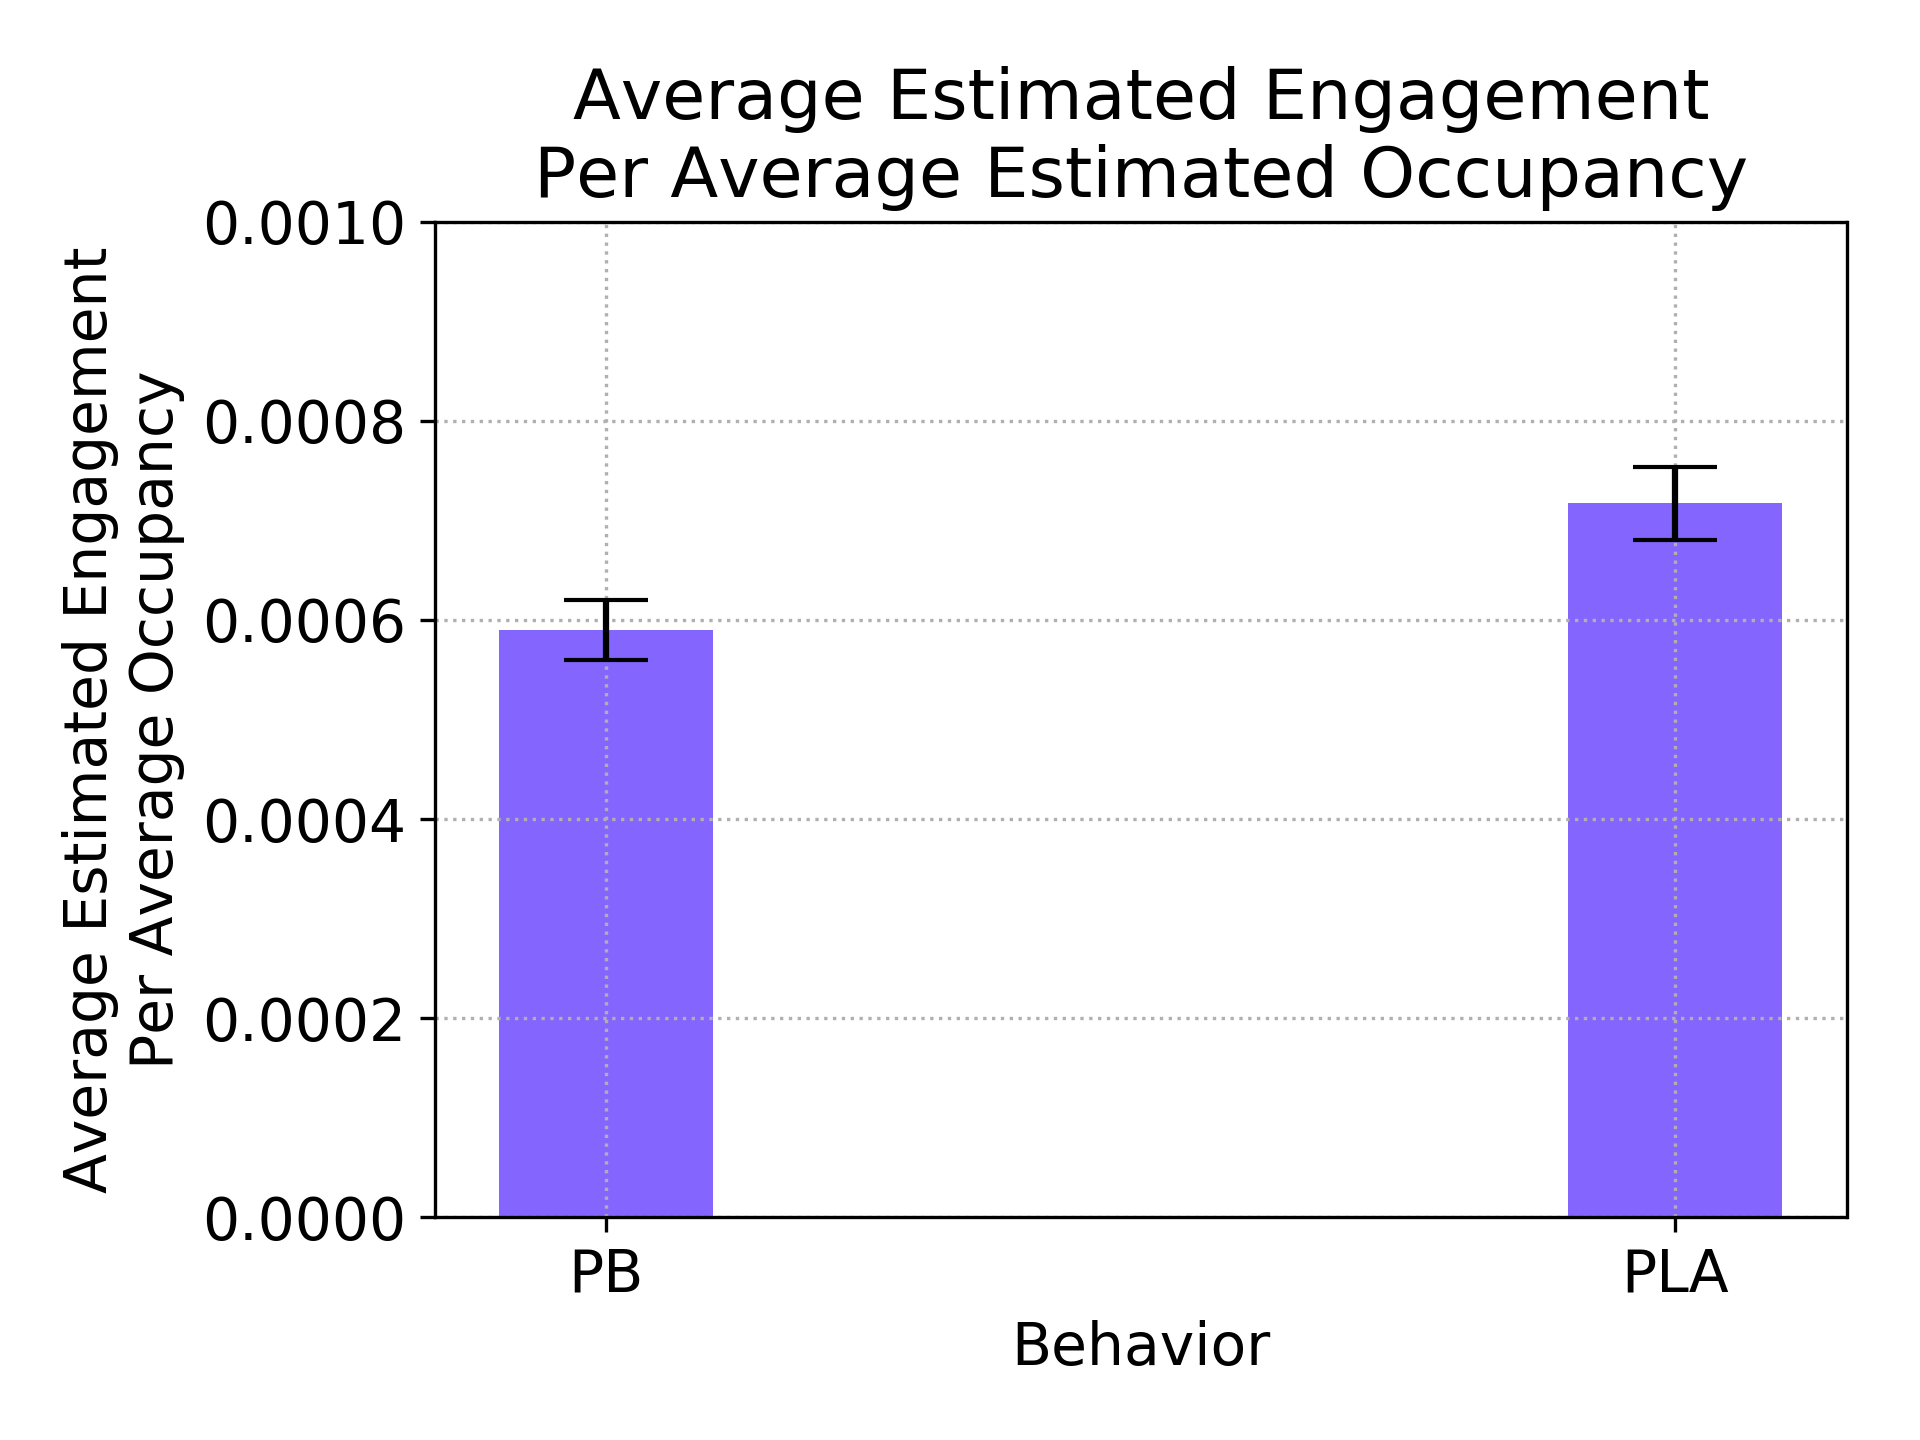 Average Estimated Engagement
Per Average Estimated Occupancy
Average Estimated Engagement
Per Average Occupancy
0.0010
0.0008
0.0006
0.0004
0.0002
0.0000
PB
PLA
Behavior